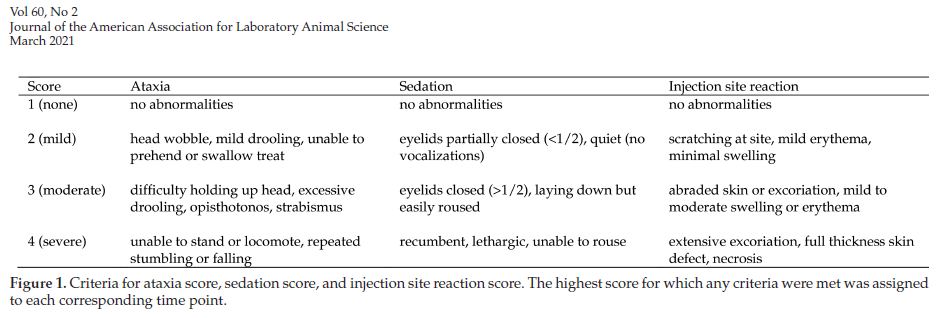 Vol 60, No 2
Journal of the American Association for Laboratory Animal Science
March 2021
Score Ataxia Sedation Injection site reaction
1 (none) no abnormalities no abnormalities no abnormalities
2 (mild) head wobble, mild drooling, unable to eyelids partially closed (<1/2), quiet (no scratching at site, mild erythema,
prehend or swallow treat vocalizations) minimal swelling
3 (moderate) difficulty holding up head, excessive eyelids closed (>1/2), laying down but abraded skin or excoriation, mild to
drooling, opisthotonos, strabismus easily roused moderate swelling or erythema
4 (severe) unable to stand or locomote, repeated recumbent, lethargic, unable to rouse extensive excoriation, full thickness skin
stumbling or falling defect, necrosis
Figure 1. Criteria for ataxia score, sedation score, and injection site reaction score. The highest score for which any criteria were met was assigned
to each corresponding time point.